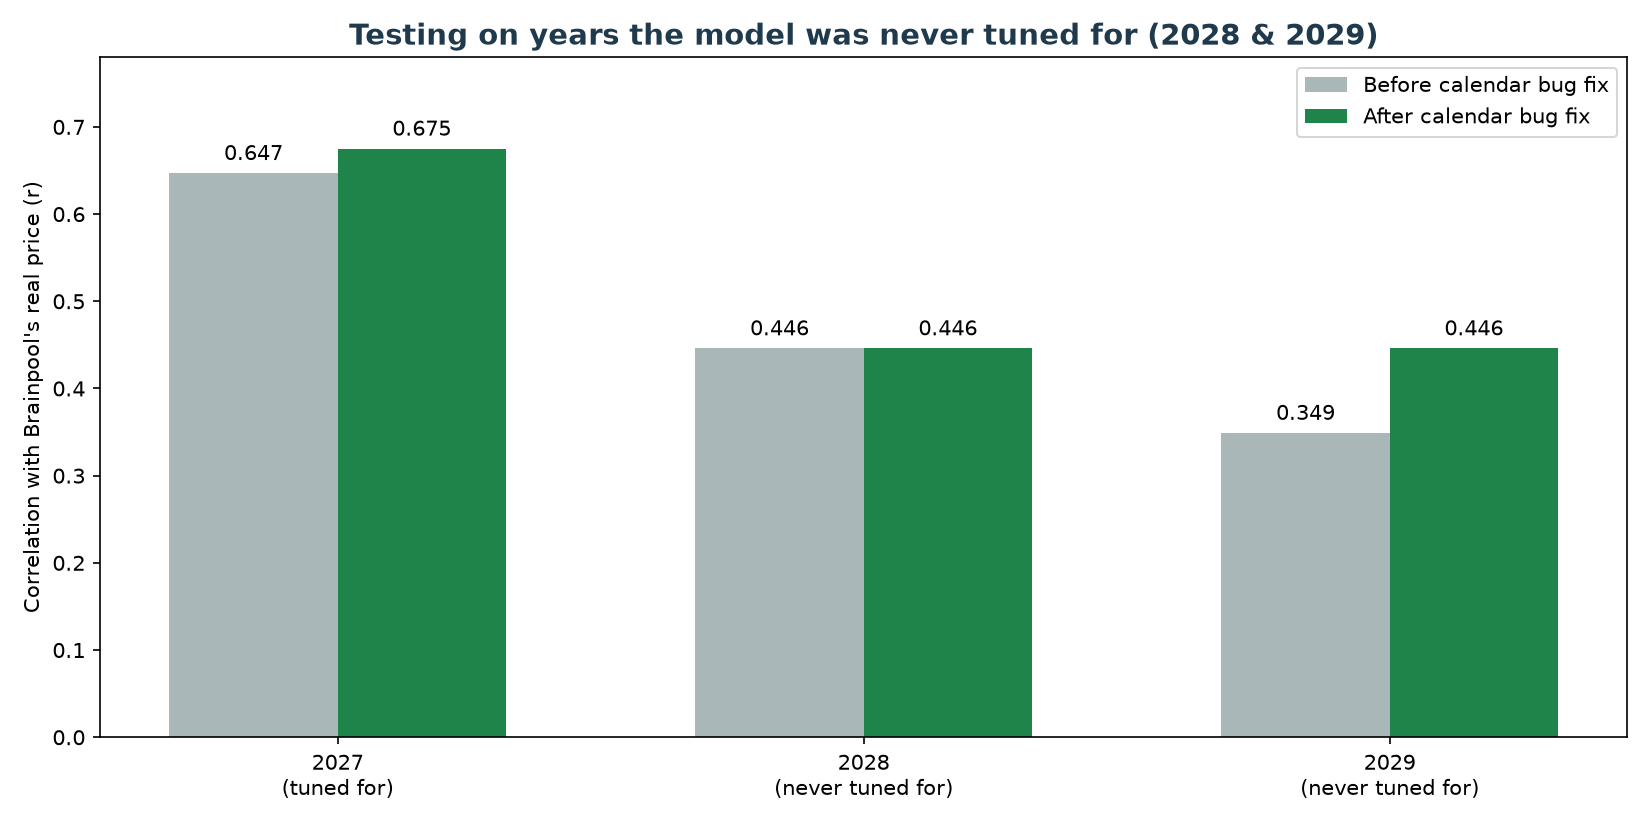 Testing on years the model was never tuned for (2028 & 2029)
Before calendar bug fix
After calendar bug fix
Correlation with Brainpool's real price (r)
0.7
0.6
0.5
0.4
0.3
0.2
0.1
0.0
0.647
0.675
0.446
0.446
0.349
0.446
2027
(tuned for)
2028
(never tuned for)
2029
(never tuned for)